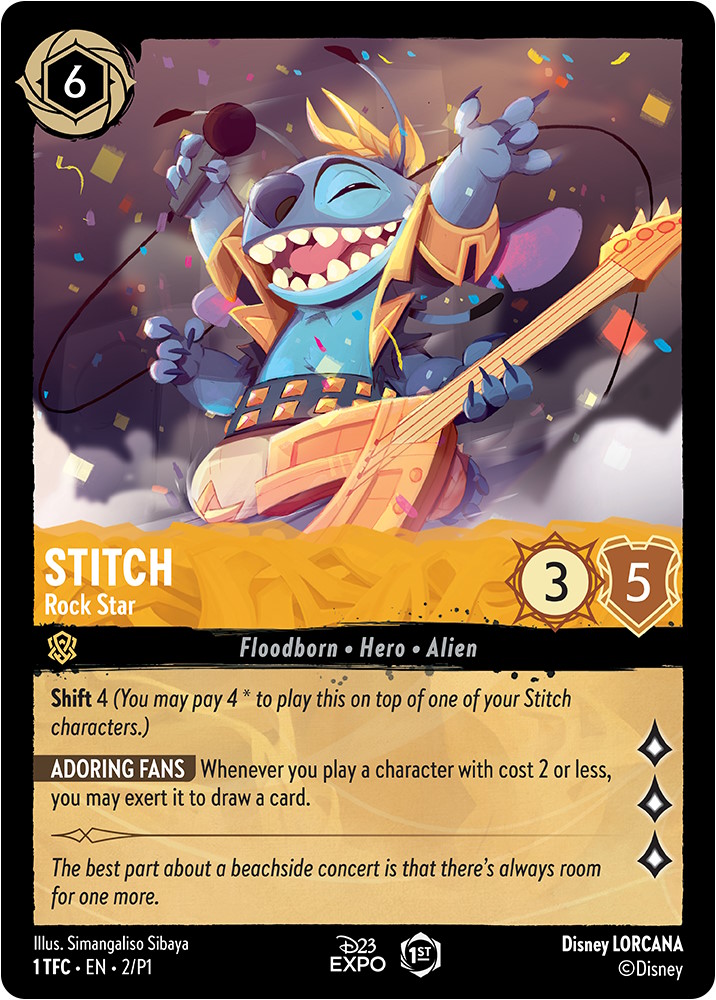 6
STITCH
Rock Star
3
5
Floodborn • Hero • Alien
Shift 4 (You may pay 4 * to play this on top of one of your Stitch
characters.)
ADORING FANS Whenever you play a character with cost 2 or less,
you may exert it to draw a card.
The best part about a beachside concert is that there's always room
for one more.
Illus. Simangaliso Sibaya
1 TFC • EN • 2/P1
D23
EXPO
1ST
Disney LORCANA
©Disney